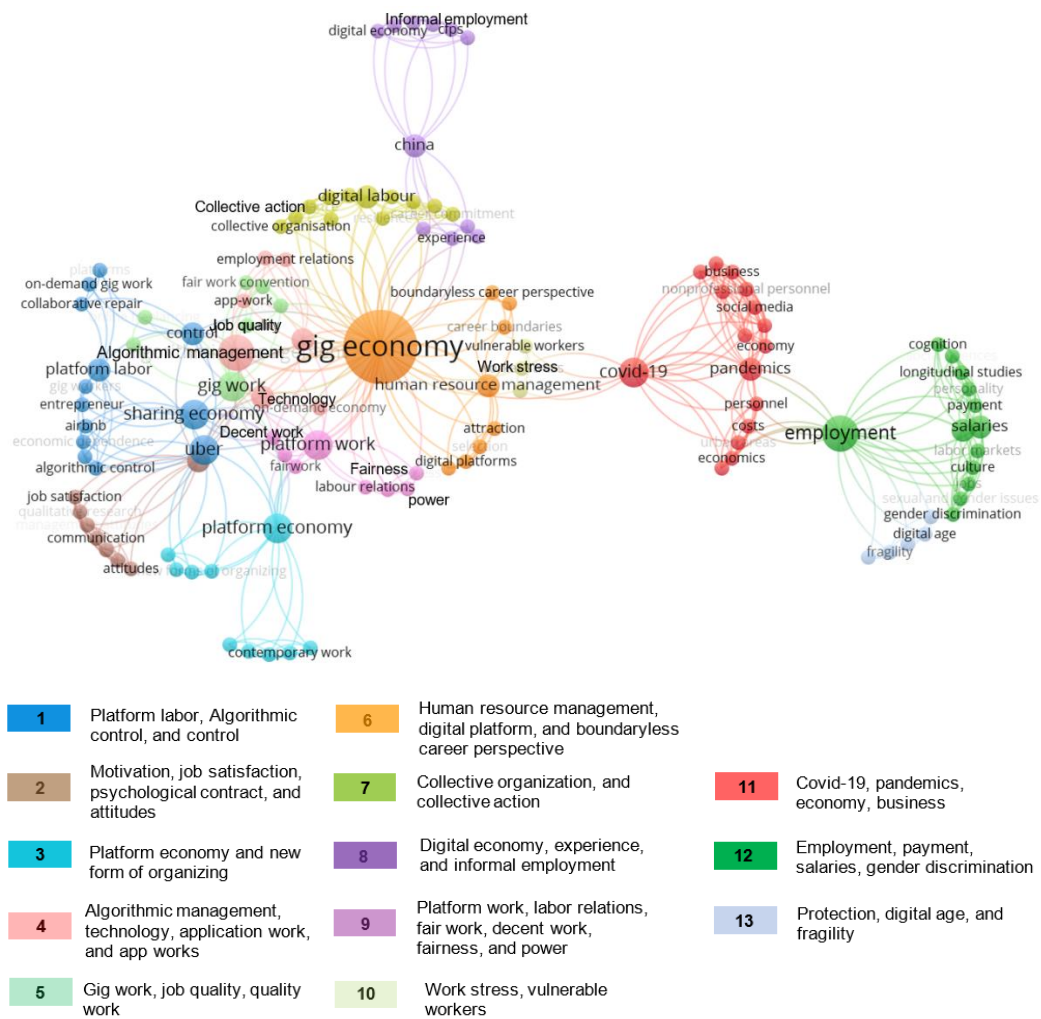 Informal employment
digital economy
cfps
china
digital labour
Collective action
career commitment
collective organisation
experience
employment relations
platforms
on-demand gig work
fair work convention
collaborative repair
app-work
boundaryless career perspective
business
nonprofessional personnel
social media
control
Job quality
career boundaries
gig economy
vulnerable workers
economy
cognition
Algorithmic management
platform labor
Work stress
covid-19
pandemics
longitudinal studies
gig workers
gig work
human resource management
personality
entrepreneur
Technology
on-demand economy
personnel
payment
sharing economy
airbnb
Decent work
attraction
costs
employment
salaries
economic dependence
uber
platform work
selection
urban areas
labor markets
algorithmic control
fairwork
Fairness
digital platforms
economics
culture
jobs
job satisfaction
labour relations
power
sexual and gender issues
qualitative research
gender discrimination
management
platform economy
communication
digital age
fragility
attitudes
new forms of organizing
contemporary work
1
Platform labor, Algorithmic
control, and control
2
Motivation, job satisfaction,
psychological contract, and
attitudes
3
Platform economy and new
form of organizing
4
Algorithmic management,
technology, application work,
and app works
5
Gig work, job quality, quality
work
6
Human resource management,
digital platform, and boundaryless
career perspective
7
Collective organization, and
collective action
8
Digital economy, experience,
and informal employment
9
Platform work, labor relations,
fair work, decent work,
fairness, and power
10
Work stress, vulnerable
workers
11
Covid-19, pandemics,
economy, business
12
Employment, payment,
salaries, gender discrimination
13
Protection, digital age, and
fragility